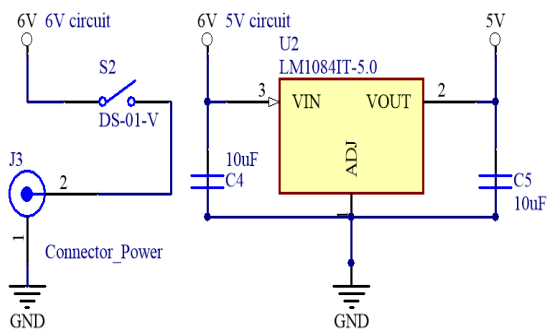 6V 6V circuit
S2
DS-01-V
J3
2
1
Connector_Power
GND
6V 5V circuit
5V
U2
LM1084IT-5.0
3
VIN
VOUT
2
ADJ
1
10uF
C4
C5
10uF
GND